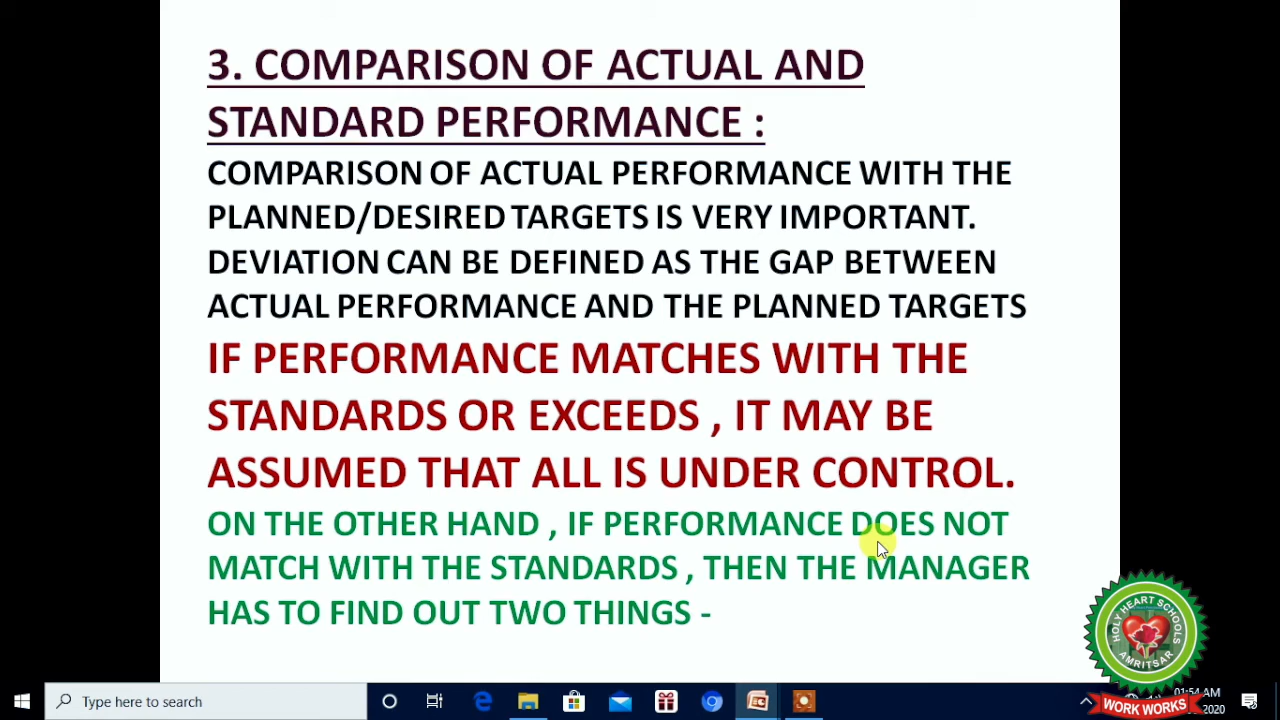 3. COMPARISON OF ACTUAL AND
STANDARD PERFORMANCE :
COMPARISON OF ACTUAL PERFORMANCE WITH THE
PLANNED/DESIRED TARGETS IS VERY IMPORTANT.
DEVIATION CAN BE DEFINED AS THE GAP BETWEEN
ACTUAL PERFORMANCE AND THE PLANNED TARGETS
IF PERFORMANCE MATCHES WITH THE
STANDARDS OR EXCEEDS , IT MAY BE
ASSUMED THAT ALL IS UNDER CONTROL.
ON THE OTHER HAND , IF PERFORMANCE DOES NOT
MATCH WITH THE STANDARDS , THEN THE MANAGER
HAS TO FIND OUT TWO THINGS -
HOLY HEART SCHOOLS
AMRITSAR
WORK WORKS
Type here to search
01:54 AM
2020